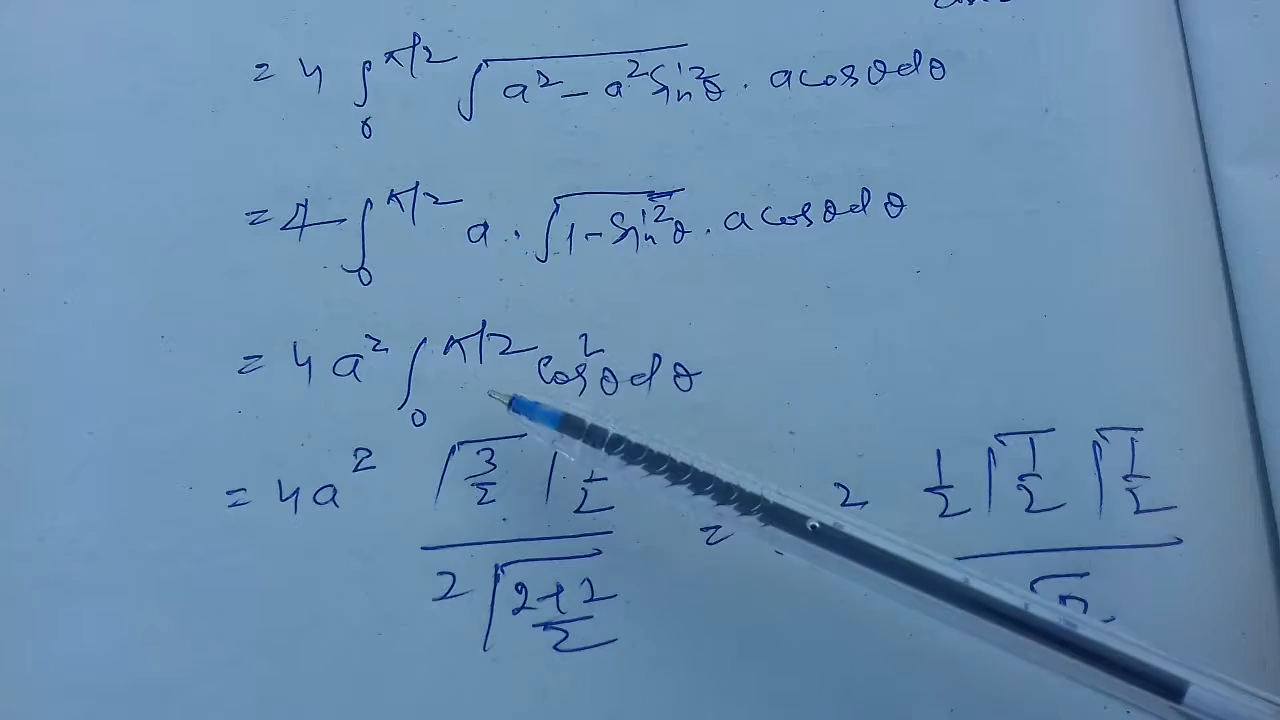 = 4 ∫₀^{π/2} √(a² − a² sin²θ) . a cosθ dθ
= 4 ∫₀^{π/2} a . √(1 − sin²θ) . a cosθ dθ
= 4a² ∫₀^{π/2} cos²θ dθ
= 4a² (Γ(3/2) Γ(1/2)) / (2 Γ((2+2)/2)) = 2 (1/2 Γ(1/2) Γ(1/2)) / Γ2